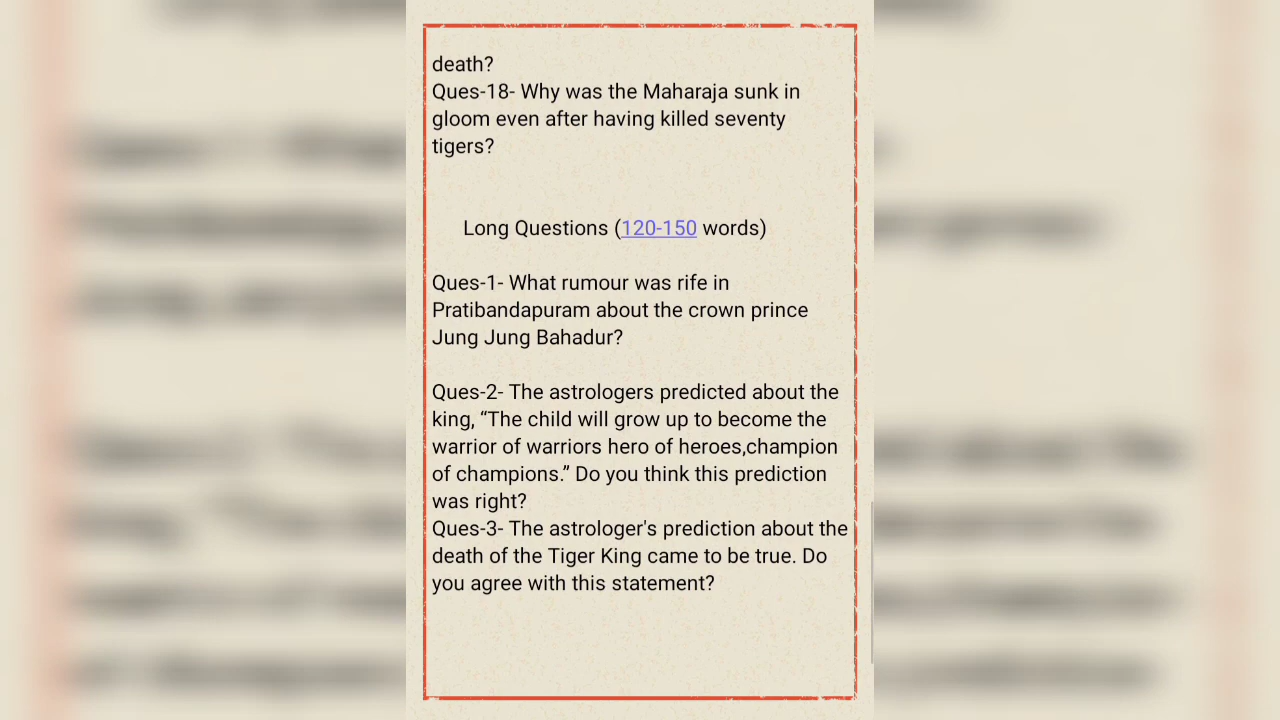 death?
Ques-18- Why was the Maharaja sunk in
gloom even after having killed seventy
tigers?
Long Questions (120-150 words)
Ques-1- What rumour was rife in
Pratibandapuram about the crown prince
Jung Jung Bahadur?
Ques-2- The astrologers predicted about the
king, “The child will grow up to become the
warrior of warriors hero of heroes,champion
of champions.” Do you think this prediction
was right?
Ques-3- The astrologer's prediction about the
death of the Tiger King came to be true. Do
you agree with this statement?